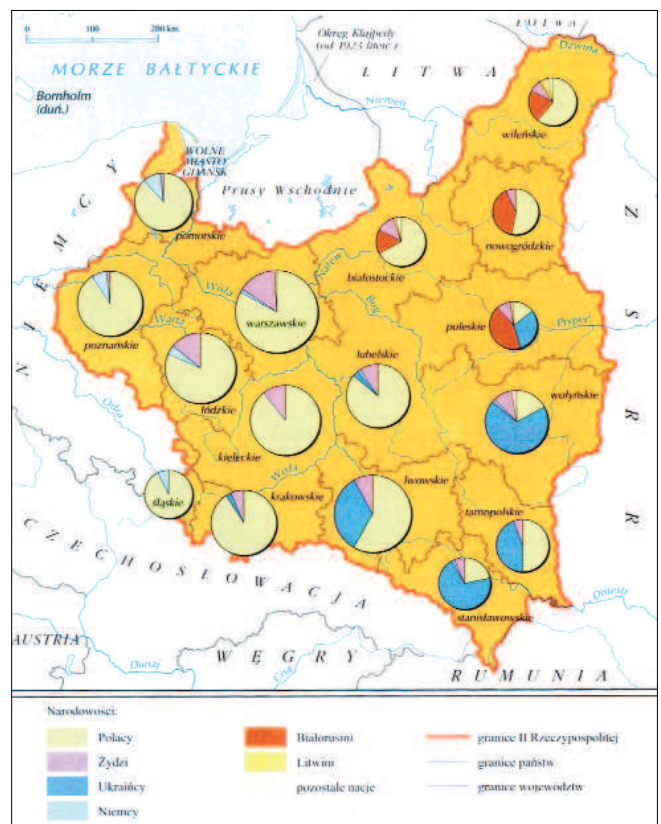 0 100 200 km
Okręg Kłajpedy
(od 1923 litew.)
ŁOTWA
Dźwina
MORZE BAŁTYCKIE
LITWA
Bornholm
(duń.)
Niemen
wileńskie
WOLNE
MIASTO
GDAŃSK
Prusy Wschodnie
NIEMCY
pomorskie
nowogródzkie
białostockie
Narew
Wisła
Bug
ZSRR
warszawskie
poznańskie
Warta
poleskie
Prypeć
lubelskie
łódzkie
wołyńskie
Odra
kieleckie
Wisła
śląskie
krakowskie
lwowskie
tarnopolskie
CZECHOSŁOWACJA
stanisławowskie
Dniestr
AUSTRIA
Dunaj
WĘGRY
Cisa
RUMUNIA
Narodowości:
Polacy
Żydzi
Ukraińcy
Niemcy
Białorusini
Litwini
pozostałe nacje
granice II Rzeczypospolitej
granice państw
granice województw